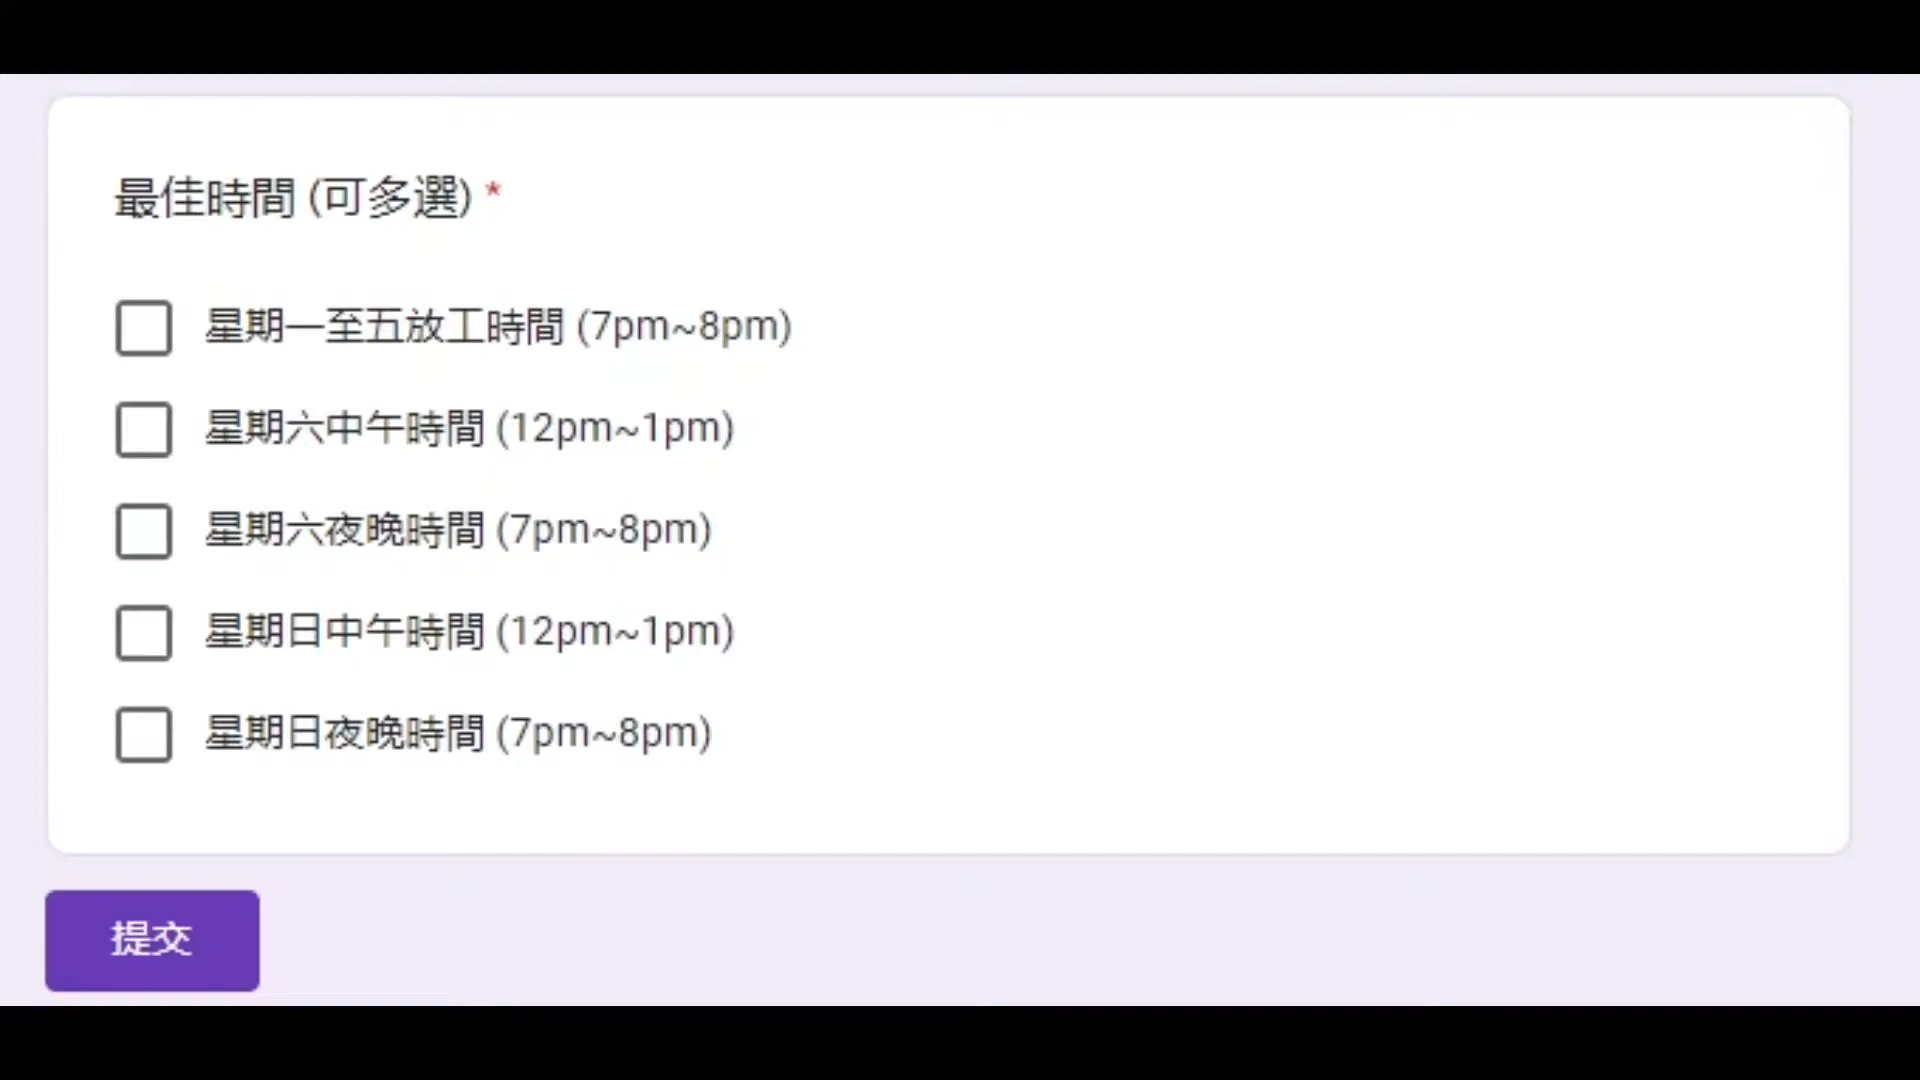 最佳時間 (可多選) *
星期一至五放工時間 (7pm~8pm)
星期六中午時間 (12pm~1pm)
星期六夜晚時間 (7pm~8pm)
星期日中午時間 (12pm~1pm)
星期日夜晚時間 (7pm~8pm)
提交